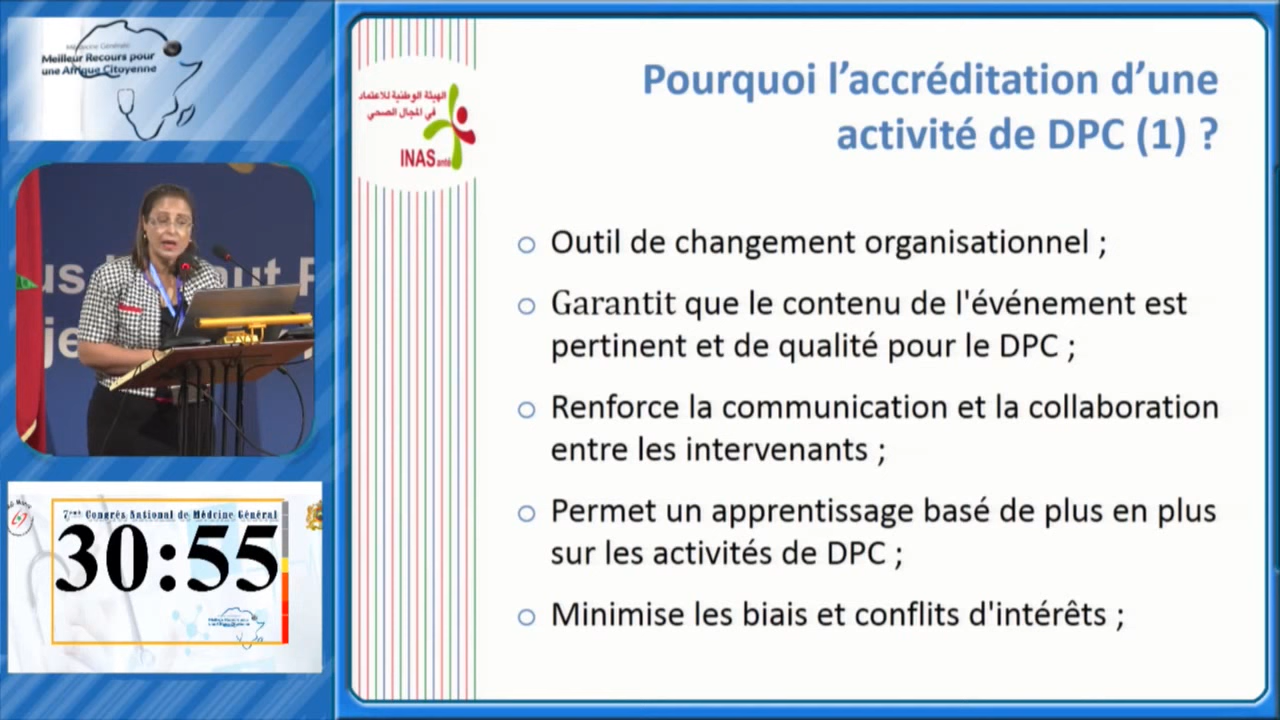 Médecine Générale:
Meilleur Recours pour
une Afrique Citoyenne
7ème Congrès National de Médcine Général
30:55
الهيئة الوطنية للاعتماد
في المجال الصحي
INAS santé
Pourquoi l’accréditation d’une
activité de DPC (1) ?
o Outil de changement organisationnel ;
o Garantit que le contenu de l'événement est
pertinent et de qualité pour le DPC ;
o Renforce la communication et la collaboration
entre les intervenants ;
o Permet un apprentissage basé de plus en plus
sur les activités de DPC ;
o Minimise les biais et conflits d'intérêts ;